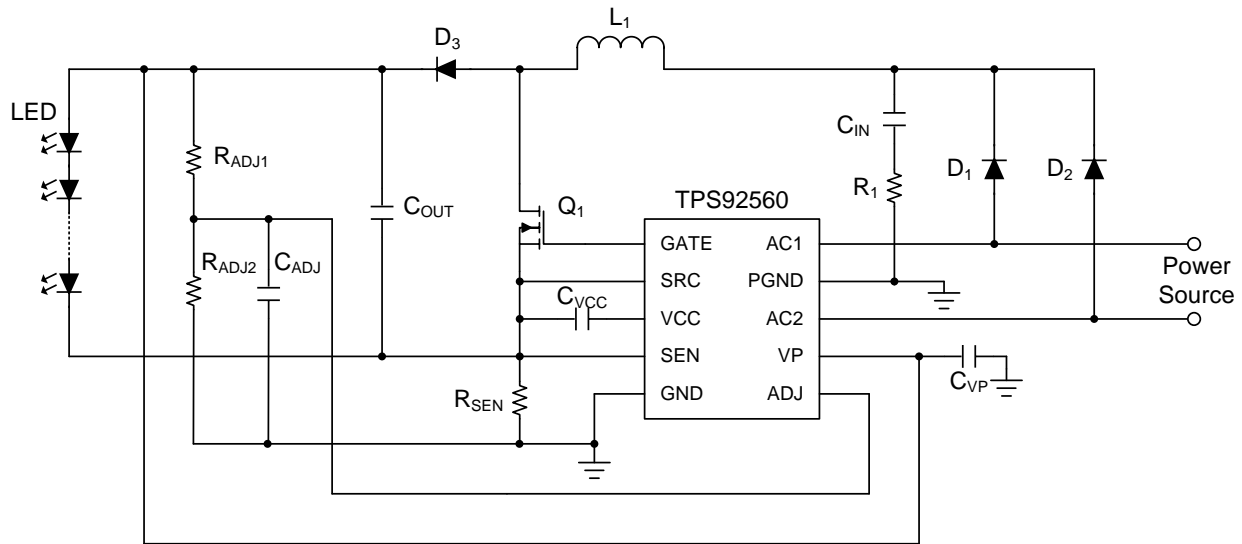 L1
D3
LED
CIN
RADJ1
D1
D2
R1
TPS92560
Q1
COUT
GATE
AC1
RADJ2
CADJ
SRC
PGND
Power
Source
CVCC
VCC
AC2
SEN
VP
CVP
RSEN
GND
ADJ